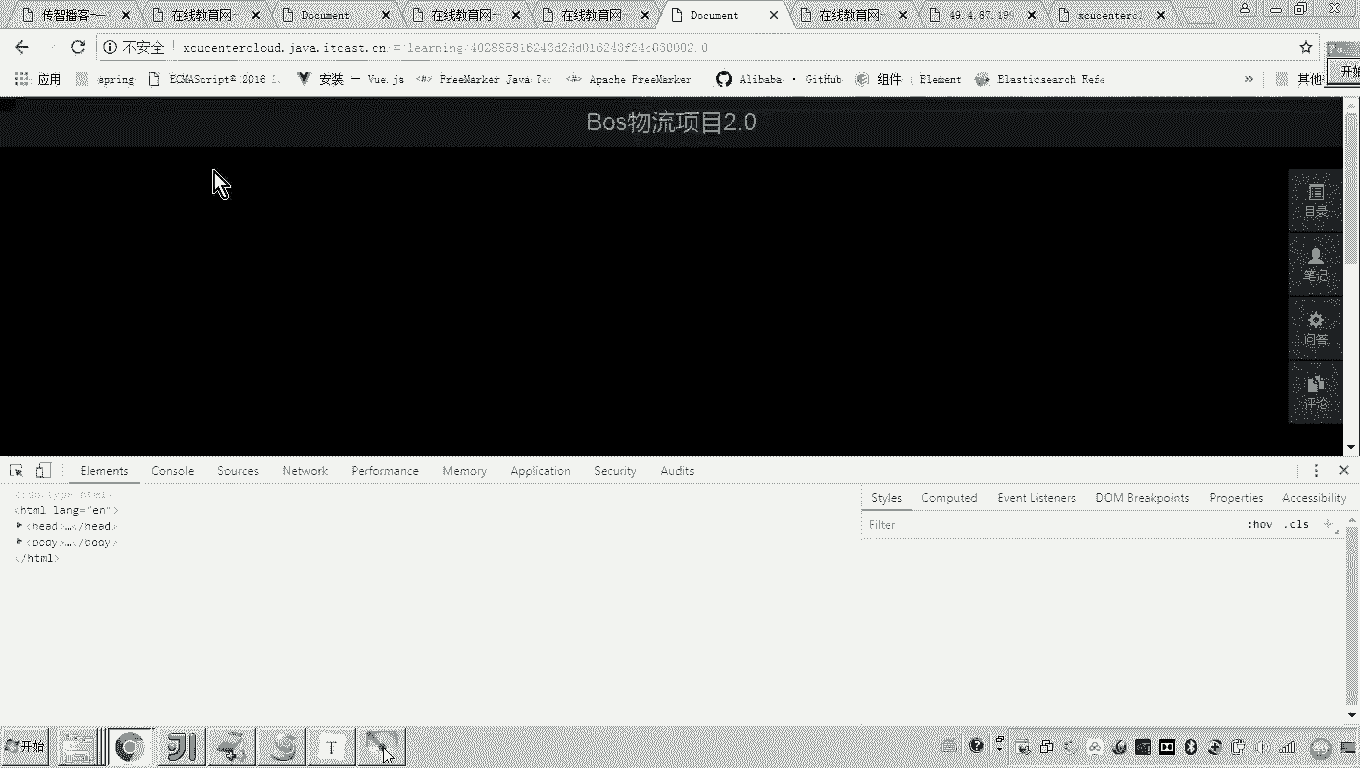 传智播客—— 在线教育网 Document 在线教育网 在线教育网 Document 在线教育网 49.4.87.19 xcucentercl
不安全 xcucentercloud.java.itcast.cn
应用 spring ECMAScript® 2016 安装 — Vue.js FreeMarker Java Te Apache FreeMarker Alibaba · GitHub 组件 | Element Elasticsearch Refe » 其他
开始
Bos物流项目2.0
目录
笔记
问答
评论
Elements Console Sources Network Performance Memory Application Security Audits
<!doctype html>
<html lang="en">
<head>…</head>
<body>…</body>
</html>
Styles Computed Event Listeners DOM Breakpoints Properties Accessibility
Filter :hov .cls +
开始 T